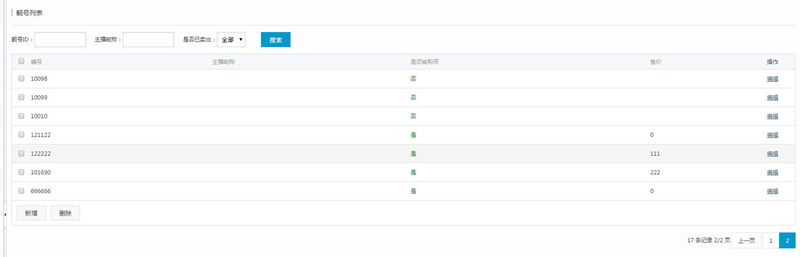 靓号列表
靓号ID： 主播昵称： 是否已卖出： 全部 搜索
编号 主播昵称 是否被购买 售价 操作
10098 否 编辑
10099 否 编辑
10010 否 编辑
121122 是 0 编辑
122222 是 111 编辑
101690 是 222 编辑
666666 是 0 编辑
新增 删除
17 条记录 2/2 页 上一页 1 2